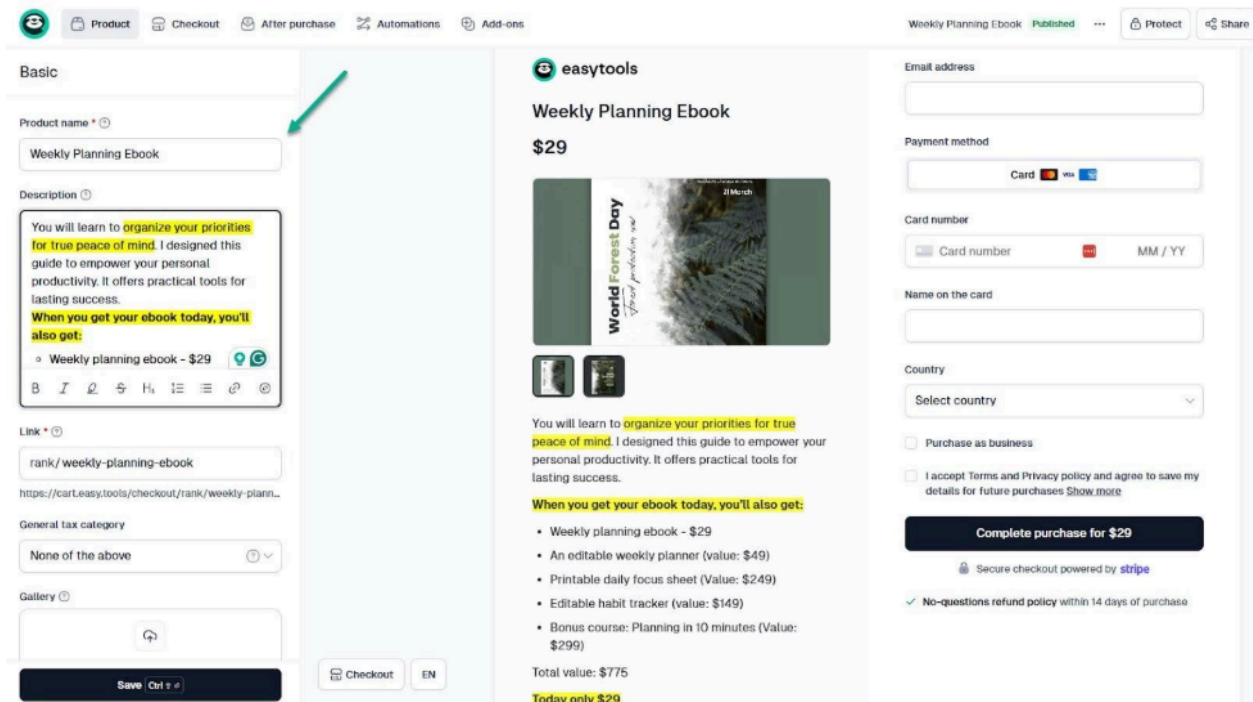 Product
Checkout
After purchase
Automations
Add-ons
Weekly Planning Ebook
Published
Protect
Share
Basic
Product name *
Weekly Planning Ebook
Description
You will learn to organize your priorities
for true peace of mind. I designed this
guide to empower your personal
productivity. It offers practical tools for
lasting success.
When you get your ebook today, you'll
also get:
Weekly planning ebook - $29
Link *
rank/ weekly-planning-ebook
https://cart.easy.tools/checkout/rank/weekly-plann...
General tax category
None of the above
Gallery
Save Ctrl
Checkout
EN
easytools
Weekly Planning Ebook
$29
21 March
World Forest Day
forest protection now
You will learn to organize your priorities for true
peace of mind. I designed this guide to empower your
personal productivity. It offers practical tools for
lasting success.
When you get your ebook today, you'll also get:
• Weekly planning ebook - $29
• An editable weekly planner (value: $49)
• Printable daily focus sheet (Value: $249)
• Editable habit tracker (value: $149)
• Bonus course: Planning in 10 minutes (Value:
$299)
Total value: $775
Today only $29
Email address
Payment method
Card VISA
Card number
Card number MM / YY
Name on the card
Country
Select country
Purchase as business
I accept Terms and Privacy policy and agree to save my
details for future purchases Show more
Complete purchase for $29
Secure checkout powered by stripe
No-questions refund policy within 14 days of purchase